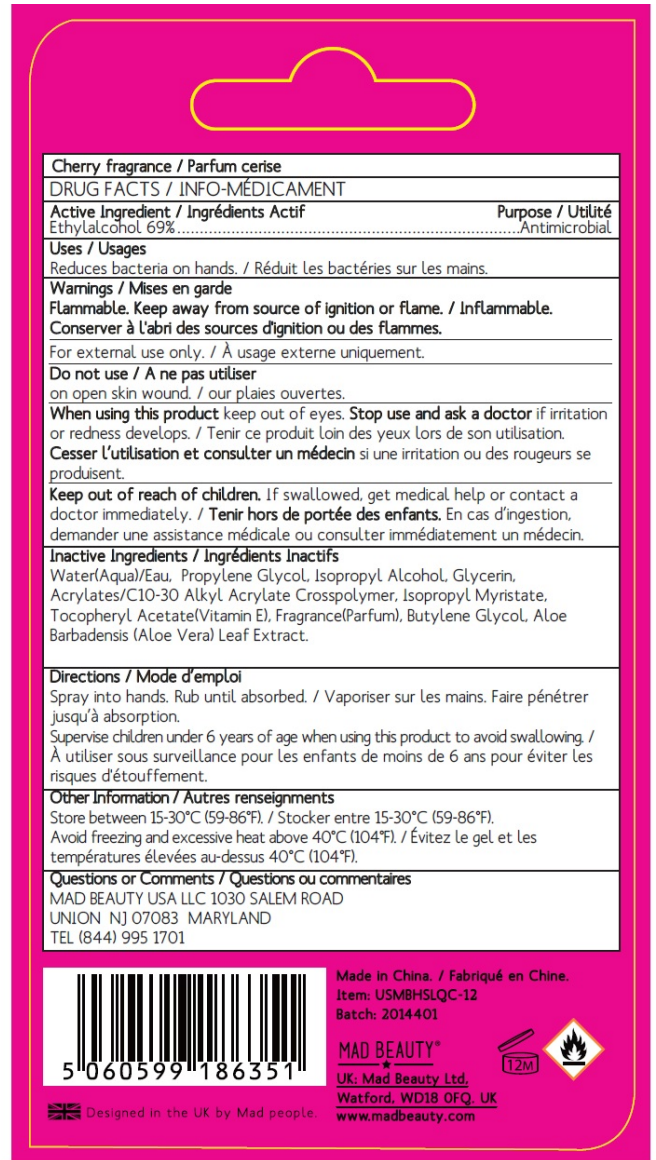 Cherry fragrance / Parfum cerise
DRUG FACTS / INFO-MÉDICAMENT
Active Ingredient / Ingrédients Actif Purpose / Utilité
Ethylalcohol 69%.......................................................................Antimicrobial
Uses / Usages
Reduces bacteria on hands. / Réduit les bactéries sur les mains.
Warnings / Mises en garde
Flammable. Keep away from source of ignition or flame. / Inflammable.
Conserver à l'abri des sources d'ignition ou des flammes.
For external use only. / À usage externe uniquement.
Do not use / A ne pas utiliser
on open skin wound. / our plaies ouvertes.
When using this product keep out of eyes. Stop use and ask a doctor if irritation
or redness develops. / Tenir ce produit loin des yeux lors de son utilisation.
Cesser l’utilisation et consulter un médecin si une irritation ou des rougeurs se
produisent.
Keep out of reach of children. If swallowed, get medical help or contact a
doctor immediately. / Tenir hors de portée des enfants. En cas d’ingestion,
demander une assistance médicale ou consulter immédiatement un médecin.
Inactive Ingredients / Ingrédients Inactifs
Water(Aqua)/Eau, Propylene Glycol, Isopropyl Alcohol, Glycerin,
Acrylates/C10-30 Alkyl Acrylate Crosspolymer, Isopropyl Myristate,
Tocopheryl Acetate(Vitamin E), Fragrance(Parfum), Butylene Glycol, Aloe
Barbadensis (Aloe Vera) Leaf Extract.
Directions / Mode d’emploi
Spray into hands. Rub until absorbed. / Vaporiser sur les mains. Faire pénétrer
jusqu’à absorption.
Supervise children under 6 years of age when using this product to avoid swallowing. /
À utiliser sous surveillance pour les enfants de moins de 6 ans pour éviter les
risques d'étouffement.
Other Information / Autres renseignments
Store between 15-30°C (59-86°F). / Stocker entre 15-30°C (59-86°F).
Avoid freezing and excessive heat above 40°C (104°F). / Évitez le gel et les
températures élevées au-dessus 40°C (104°F).
Questions or Comments / Questions ou commentaires
MAD BEAUTY USA LLC 1030 SALEM ROAD
UNION NJ 07083 MARYLAND
TEL (844) 995 1701
Made in China. / Fabriqué en Chine.
Item: USMBHSLQC-12
Batch: 2014401
MAD BEAUTY®
UK: Mad Beauty Ltd,
Watford, WD18 0FQ. UK
www.madbeauty.com
12M
5 060599 186351
Designed in the UK by Mad people.